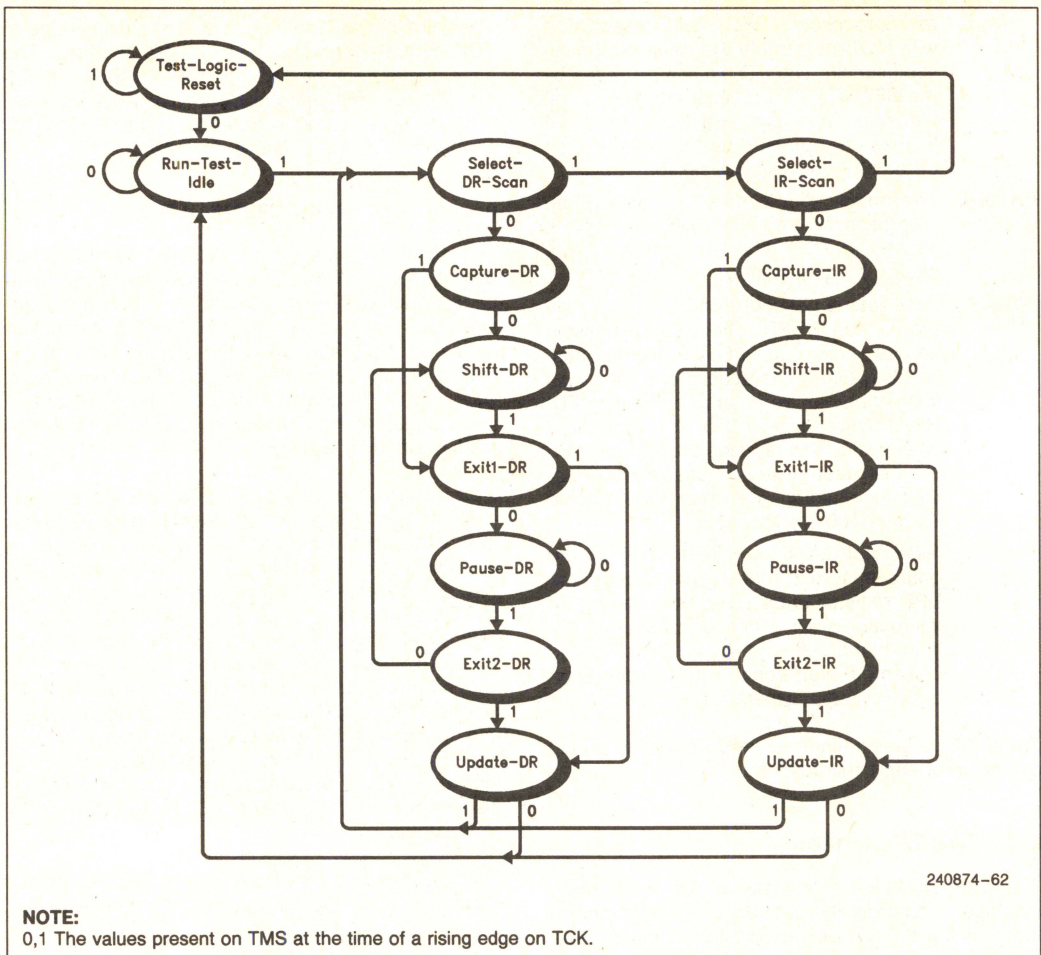 Test-Logic-
Reset
1
0
Run-Test-
Idle
0
1
Select-
DR-Scan
1
Select-
IR-Scan
1
0
0
Capture-DR
1
Capture-IR
1
0
0
Shift-DR
0
Shift-IR
0
1
1
Exit1-DR
1
Exit1-IR
1
0
0
Pause-DR
0
Pause-IR
0
1
1
Exit2-DR
0
Exit2-IR
0
1
1
Update-DR
Update-IR
1
0
1
0
240874-62
NOTE:
0,1 The values present on TMS at the time of a rising edge on TCK.